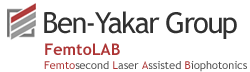 Ben-Yakar Group
FemtoLAB
Femtosecond Laser Assisted Biophotonics